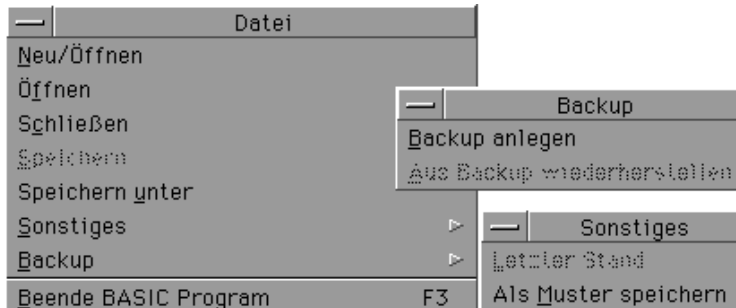 Datei
Neu/Öffnen
Öffnen
Schließen
Speichern
Speichern unter
Sonstiges
Backup
Beende BASIC Program F3
Backup
Backup anlegen
Aus Backup wiederherstellen
Sonstiges
Letzter Stand
Als Muster speichern